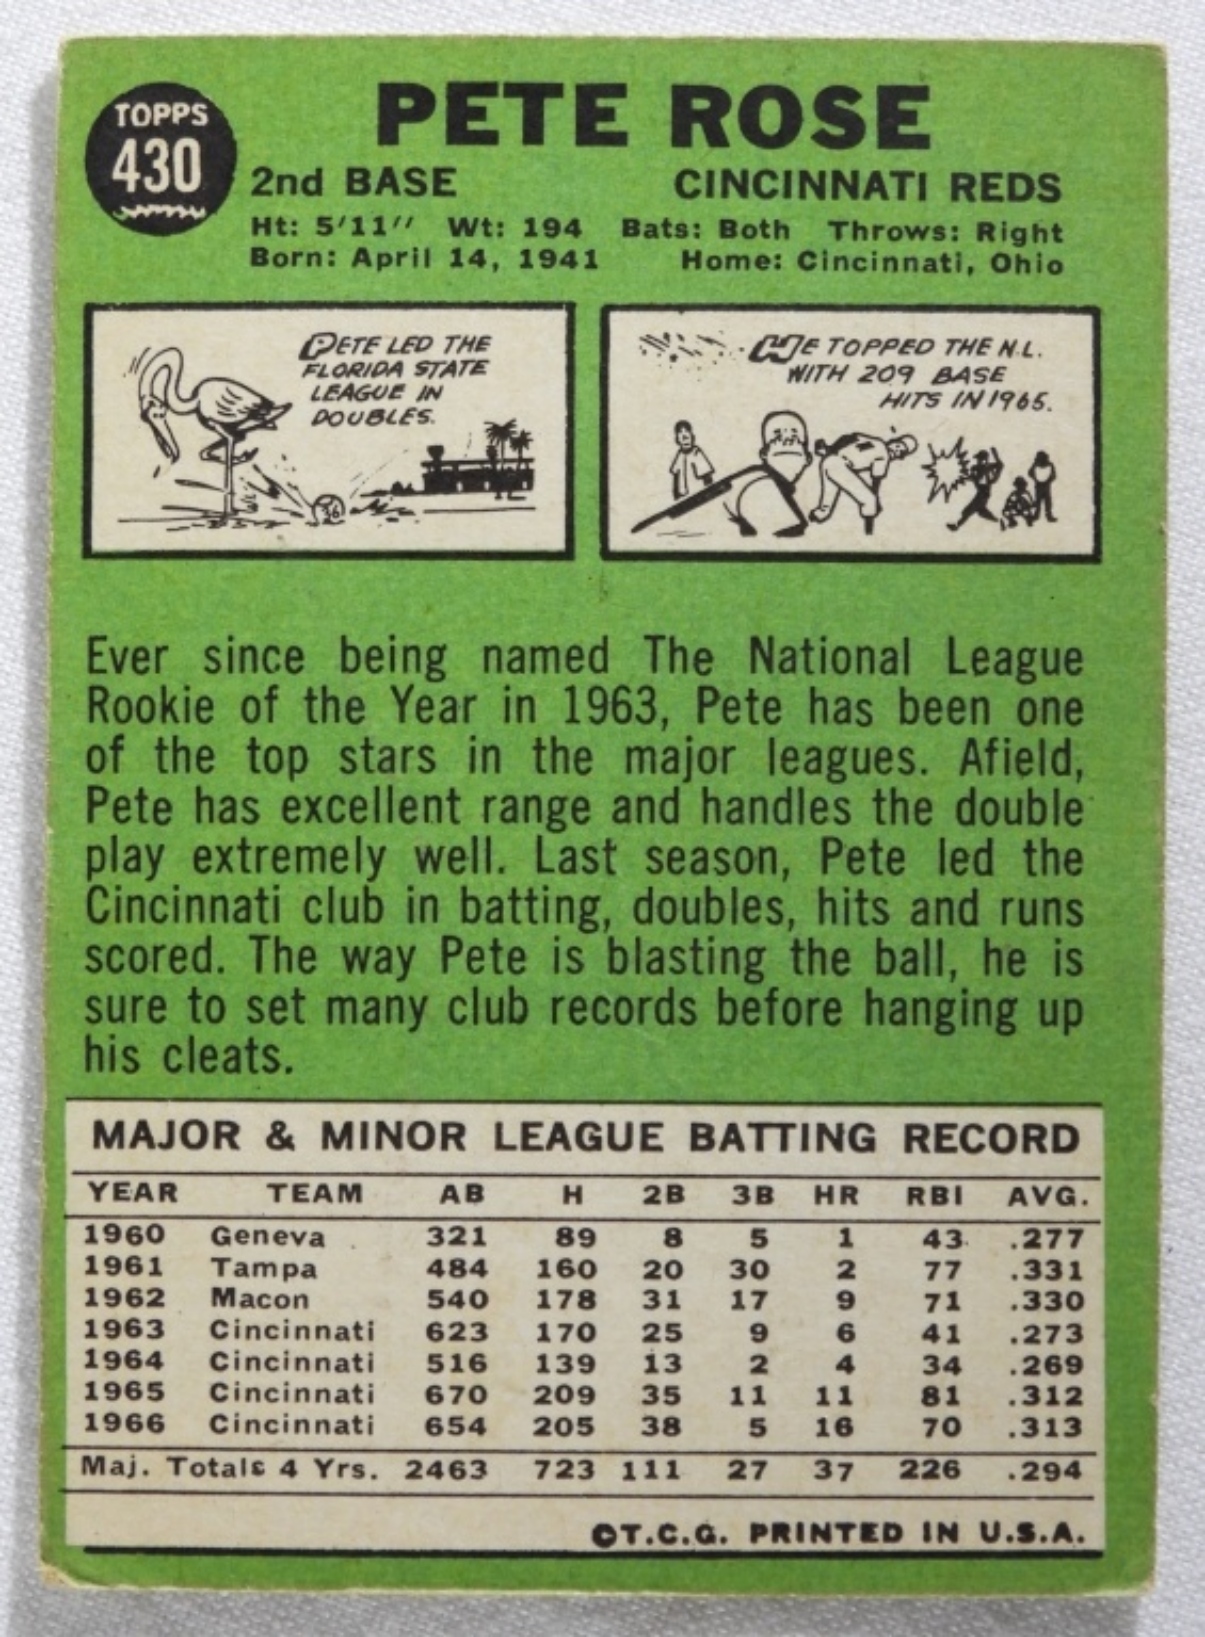 TOPPS
430
PETE ROSE
2nd BASE CINCINNATI REDS
Ht: 5'11'' Wt: 194 Bats: Both Throws: Right
Born: April 14, 1941 Home: Cincinnati, Ohio
PETE LED THE
FLORIDA STATE
LEAGUE IN
DOUBLES.
36
HE TOPPED THE N.L.
WITH 209 BASE
HITS IN 1965.
Ever since being named The National League
Rookie of the Year in 1963, Pete has been one
of the top stars in the major leagues. Afield,
Pete has excellent range and handles the double
play extremely well. Last season, Pete led the
Cincinnati club in batting, doubles, hits and runs
scored. The way Pete is blasting the ball, he is
sure to set many club records before hanging up
his cleats.
MAJOR & MINOR LEAGUE BATTING RECORD
YEAR TEAM AB H 2B 3B HR RBI AVG.
1960 Geneva 321 89 8 5 1 43 .277
1961 Tampa 484 160 20 30 2 77 .331
1962 Macon 540 178 31 17 9 71 .330
1963 Cincinnati 623 170 25 9 6 41 .273
1964 Cincinnati 516 139 13 2 4 34 .269
1965 Cincinnati 670 209 35 11 11 81 .312
1966 Cincinnati 654 205 38 5 16 70 .313
Maj. Totals 4 Yrs. 2463 723 111 27 37 226 .294
©T.C.G. PRINTED IN U.S.A.